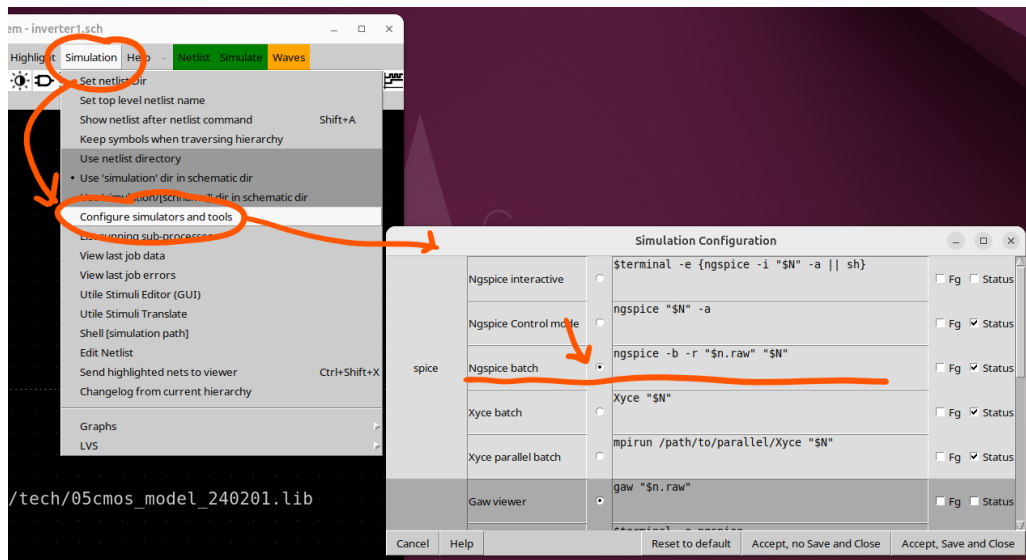 em - inverter1.sch
Highlight Simulation Help - Netlist Simulate Waves
Set netlist Dir
Set top level netlist name
Show netlist after netlist command Shift+A
Keep symbols when traversing hierarchy
Use netlist directory
• Use 'simulation' dir in schematic dir
Use 'simulation/[schname]' dir in schematic dir
Configure simulators and tools
List running sub-processes
View last job data
View last job errors
Utile Stimuli Editor (GUI)
Utile Stimuli Translate
Shell [simulation path]
Edit Netlist
Send highlighted nets to viewer Ctrl+Shift+X
Changelog from current hierarchy
Graphs
LVS
/tech/05cmos_model_240201.lib
Simulation Configuration
$terminal -e {ngspice -i "$N" -a || sh}
Ngspice interactive Fg Status
ngspice "$N" -a
Ngspice Control mode Fg Status
ngspice -b -r "$n.raw" "$N"
spice Ngspice batch Fg Status
Xyce "$N"
Xyce batch Fg Status
mpirun /path/to/parallel/Xyce "$N"
Xyce parallel batch Fg Status
gaw "$n.raw"
Gaw viewer Fg Status
$terminal -e ngspice
Cancel Help Reset to default Accept, no Save and Close Accept, Save and Close